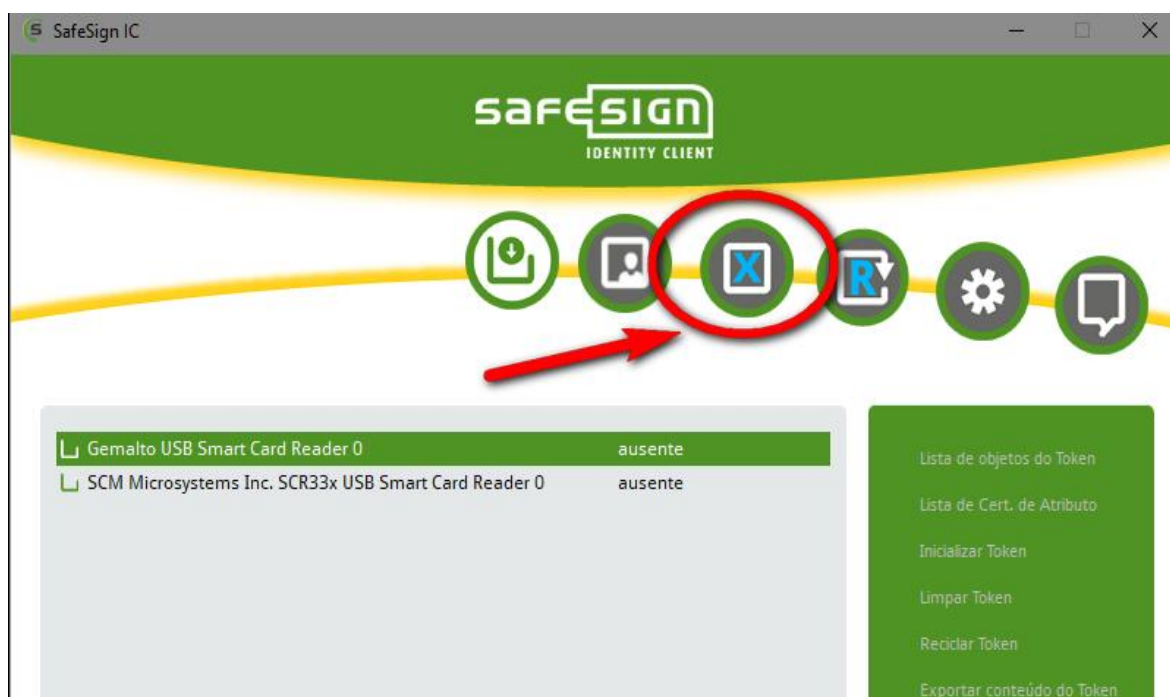 SafeSign IC
safesign
IDENTITY CLIENT
X
R
Gemalto USB Smart Card Reader 0 ausente
SCM Microsystems Inc. SCR33x USB Smart Card Reader 0 ausente
Lista de objetos do Token
Lista de Cert. de Atributo
Inicializar Token
Limpar Token
Reciclar Token
Exportar conteúdo do Token